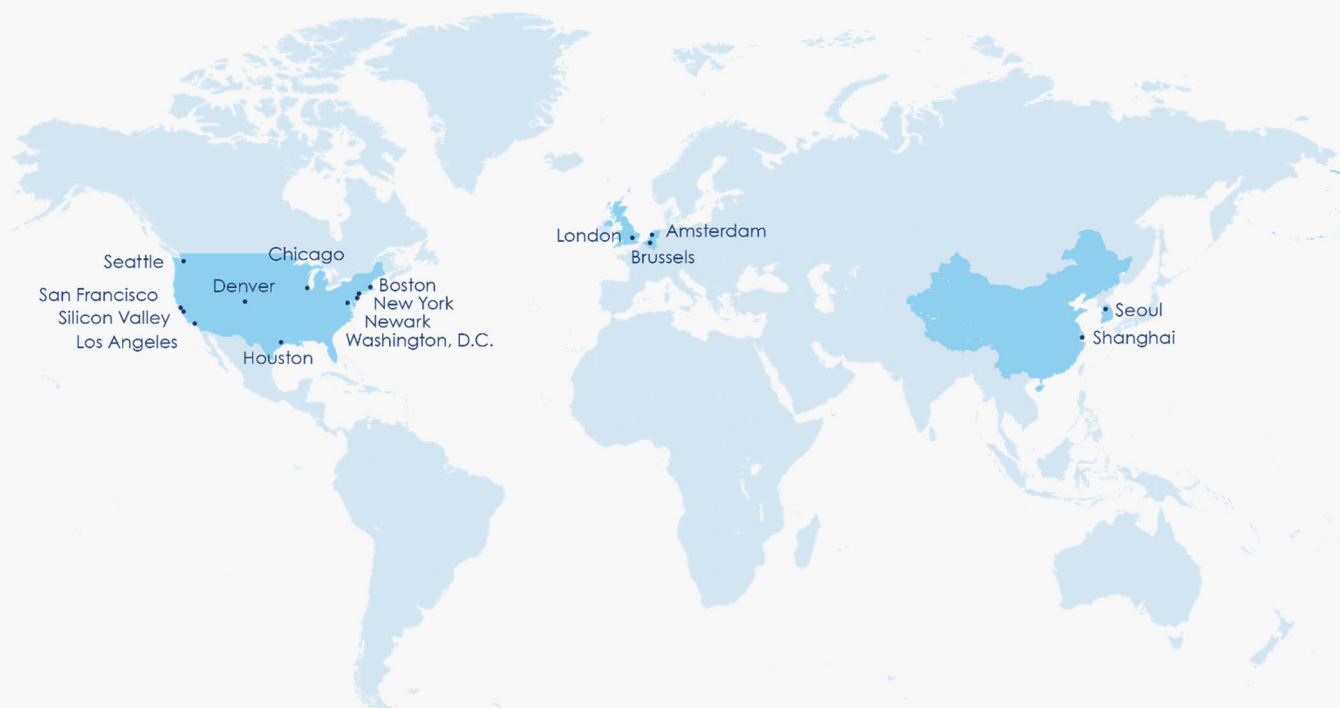 Seattle
San Francisco
Silicon Valley
Los Angeles
Denver
Chicago
Houston
Boston
New York
Newark
Washington, D.C.
London
Amsterdam
Brussels
Seoul
Shanghai